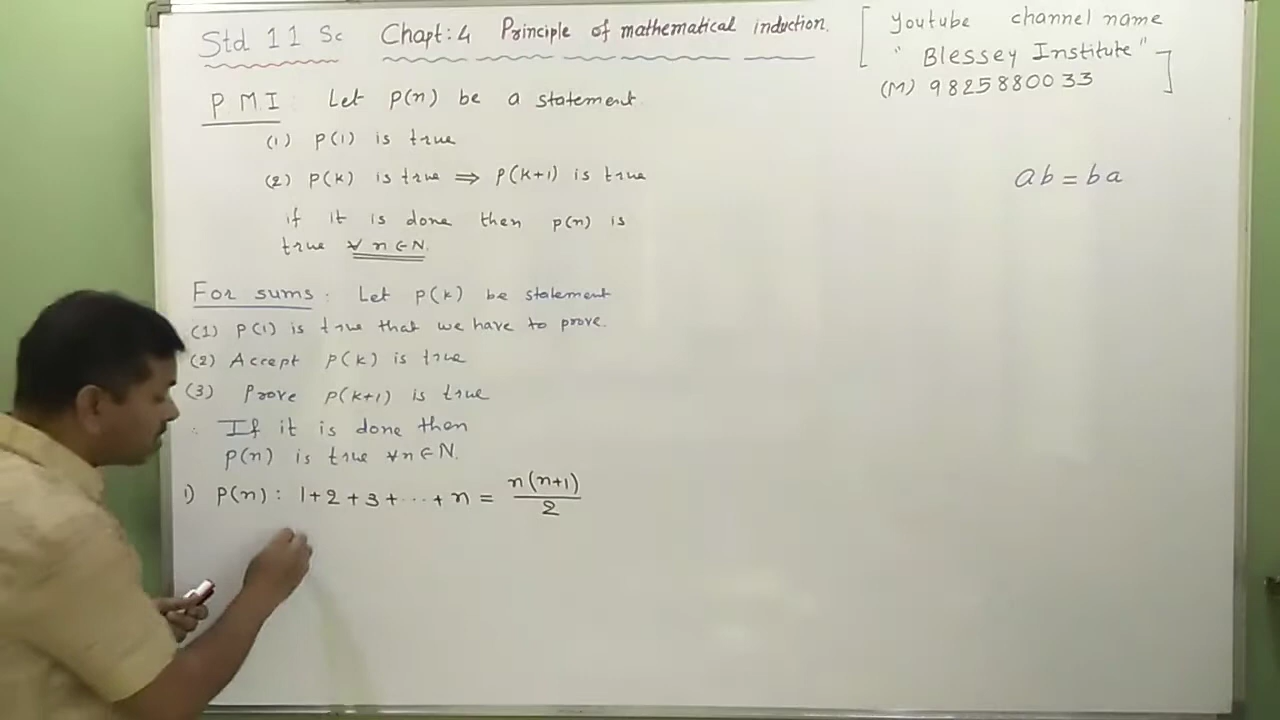 Std 11 Sc Chapt: 4 Principle of mathematical induction.
[ youtube channel name
" Blessey Institute"
(M) 9825880033 ]
P.M.I : Let P(n) be a statement
(1) P(1) is true
(2) P(k) is true ⟹ P(k+1) is true
if it is done then p(n) is
true ∀ n ∈ N.
ab = ba
For sums : Let P(k) be statement
(1) P(1) is true that we have to prove.
(2) Accept P(k) is true
(3) Prove P(k+1) is true
∴ If it is done then
P(n) is true ∀n ∈ N.
1) P(n) : 1+2+3+...+n = n(n+1)/2